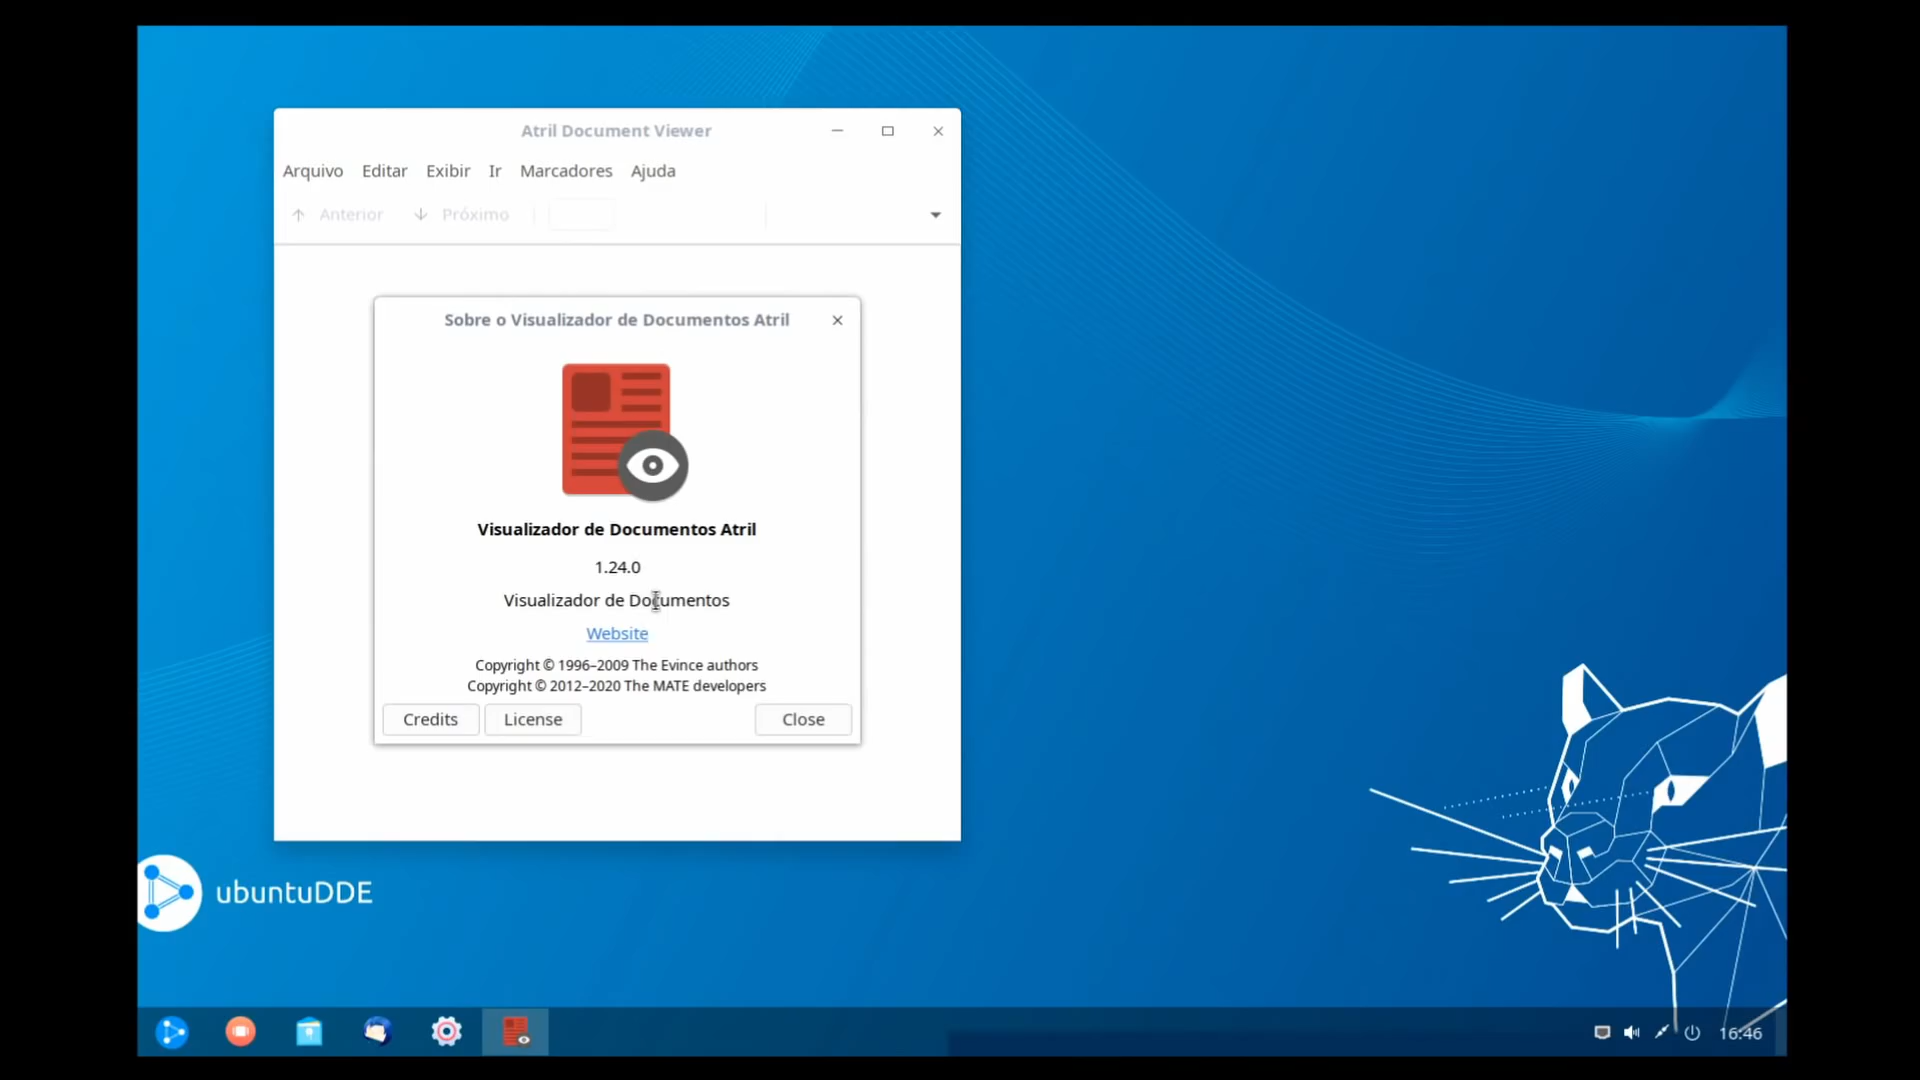 Atril Document Viewer
Arquivo Editar Exibir Ir Marcadores Ajuda
Anterior Próximo
Sobre o Visualizador de Documentos Atril
Visualizador de Documentos Atril
1.24.0
Visualizador de Documentos
Website
Copyright © 1996–2009 The Evince authors
Copyright © 2012–2020 The MATE developers
Credits License Close
ubuntuDDE
16:46